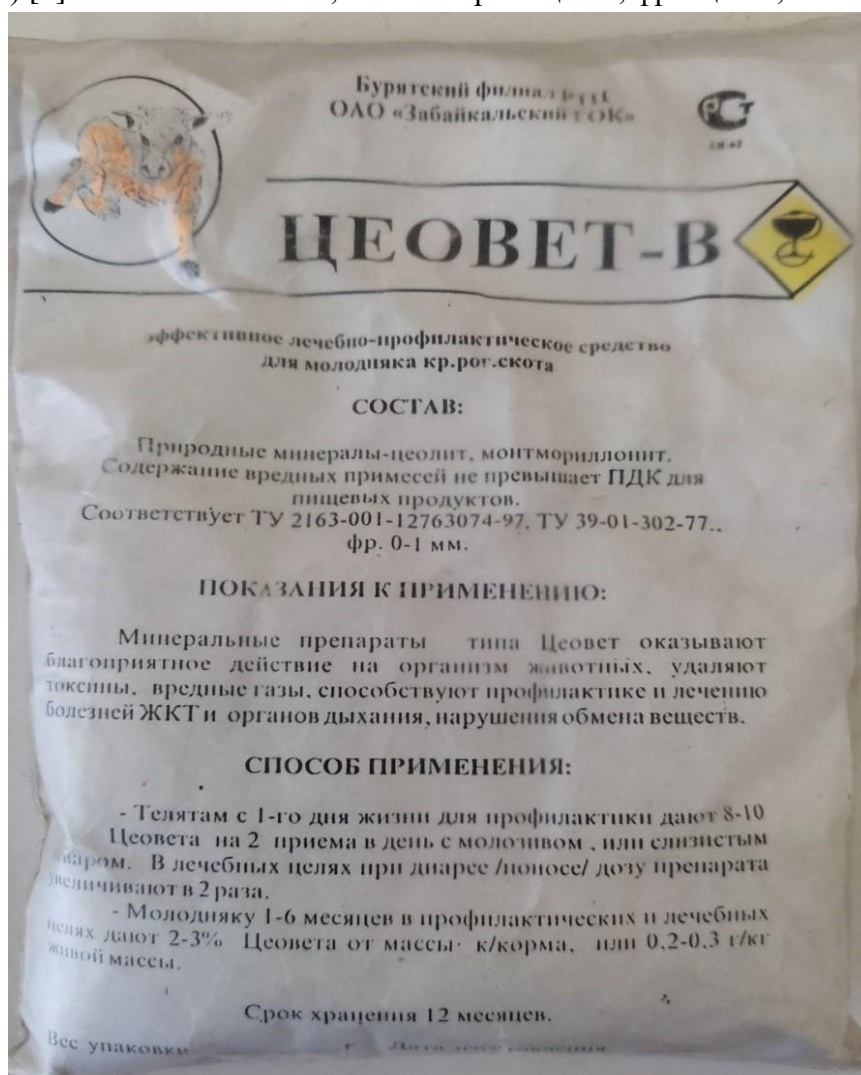 Бурятский филиал
ОАО «Забайкальский ГОК»
РСТ
ЦЕОВЕТ-В
эффективное лечебно-профилактическое средство
для молодняка кр.рог.скота
СОСТАВ:
Природные минералы-цеолит, монтмориллонит.
Содержание вредных примесей не превышает ПДК для
пищевых продуктов.
Соответствует ТУ 2163-001-12763074-97, ТУ 39-01-302-77..
фр. 0-1 мм.
ПОКАЗАНИЯ К ПРИМЕНЕНИЮ:
Минеральные препараты типа Цеовет оказывают
благоприятное действие на организм животных, удаляют
токсины, вредные газы, способствуют профилактике и лечению
болезней ЖКТ и органов дыхания, нарушения обмена веществ.
СПОСОБ ПРИМЕНЕНИЯ:
- Телятам с 1-го дня жизни для профилактики дают 8-10
Цеовета на 2 приема в день с молозивом , или слизистым
отваром. В лечебных целях при диарее /поносе/ дозу препарата
увеличивают в 2 раза.
- Молодняку 1-6 месяцев в профилактических и лечебных
целях дают 2-3% Цеовета от массы к/корма, или 0,2-0,3 г/кг
живой массы.
Срок хранения 12 месяцев.
Вес упаковки г Дата изготовления